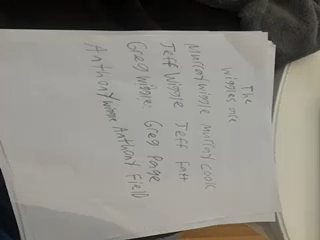 The
wiggles are
Murray wiggle murray cook
Jeff Wiggle Jeff Fatt
Greg wiggle Greg Page
Anthony wiggle Anthony Field